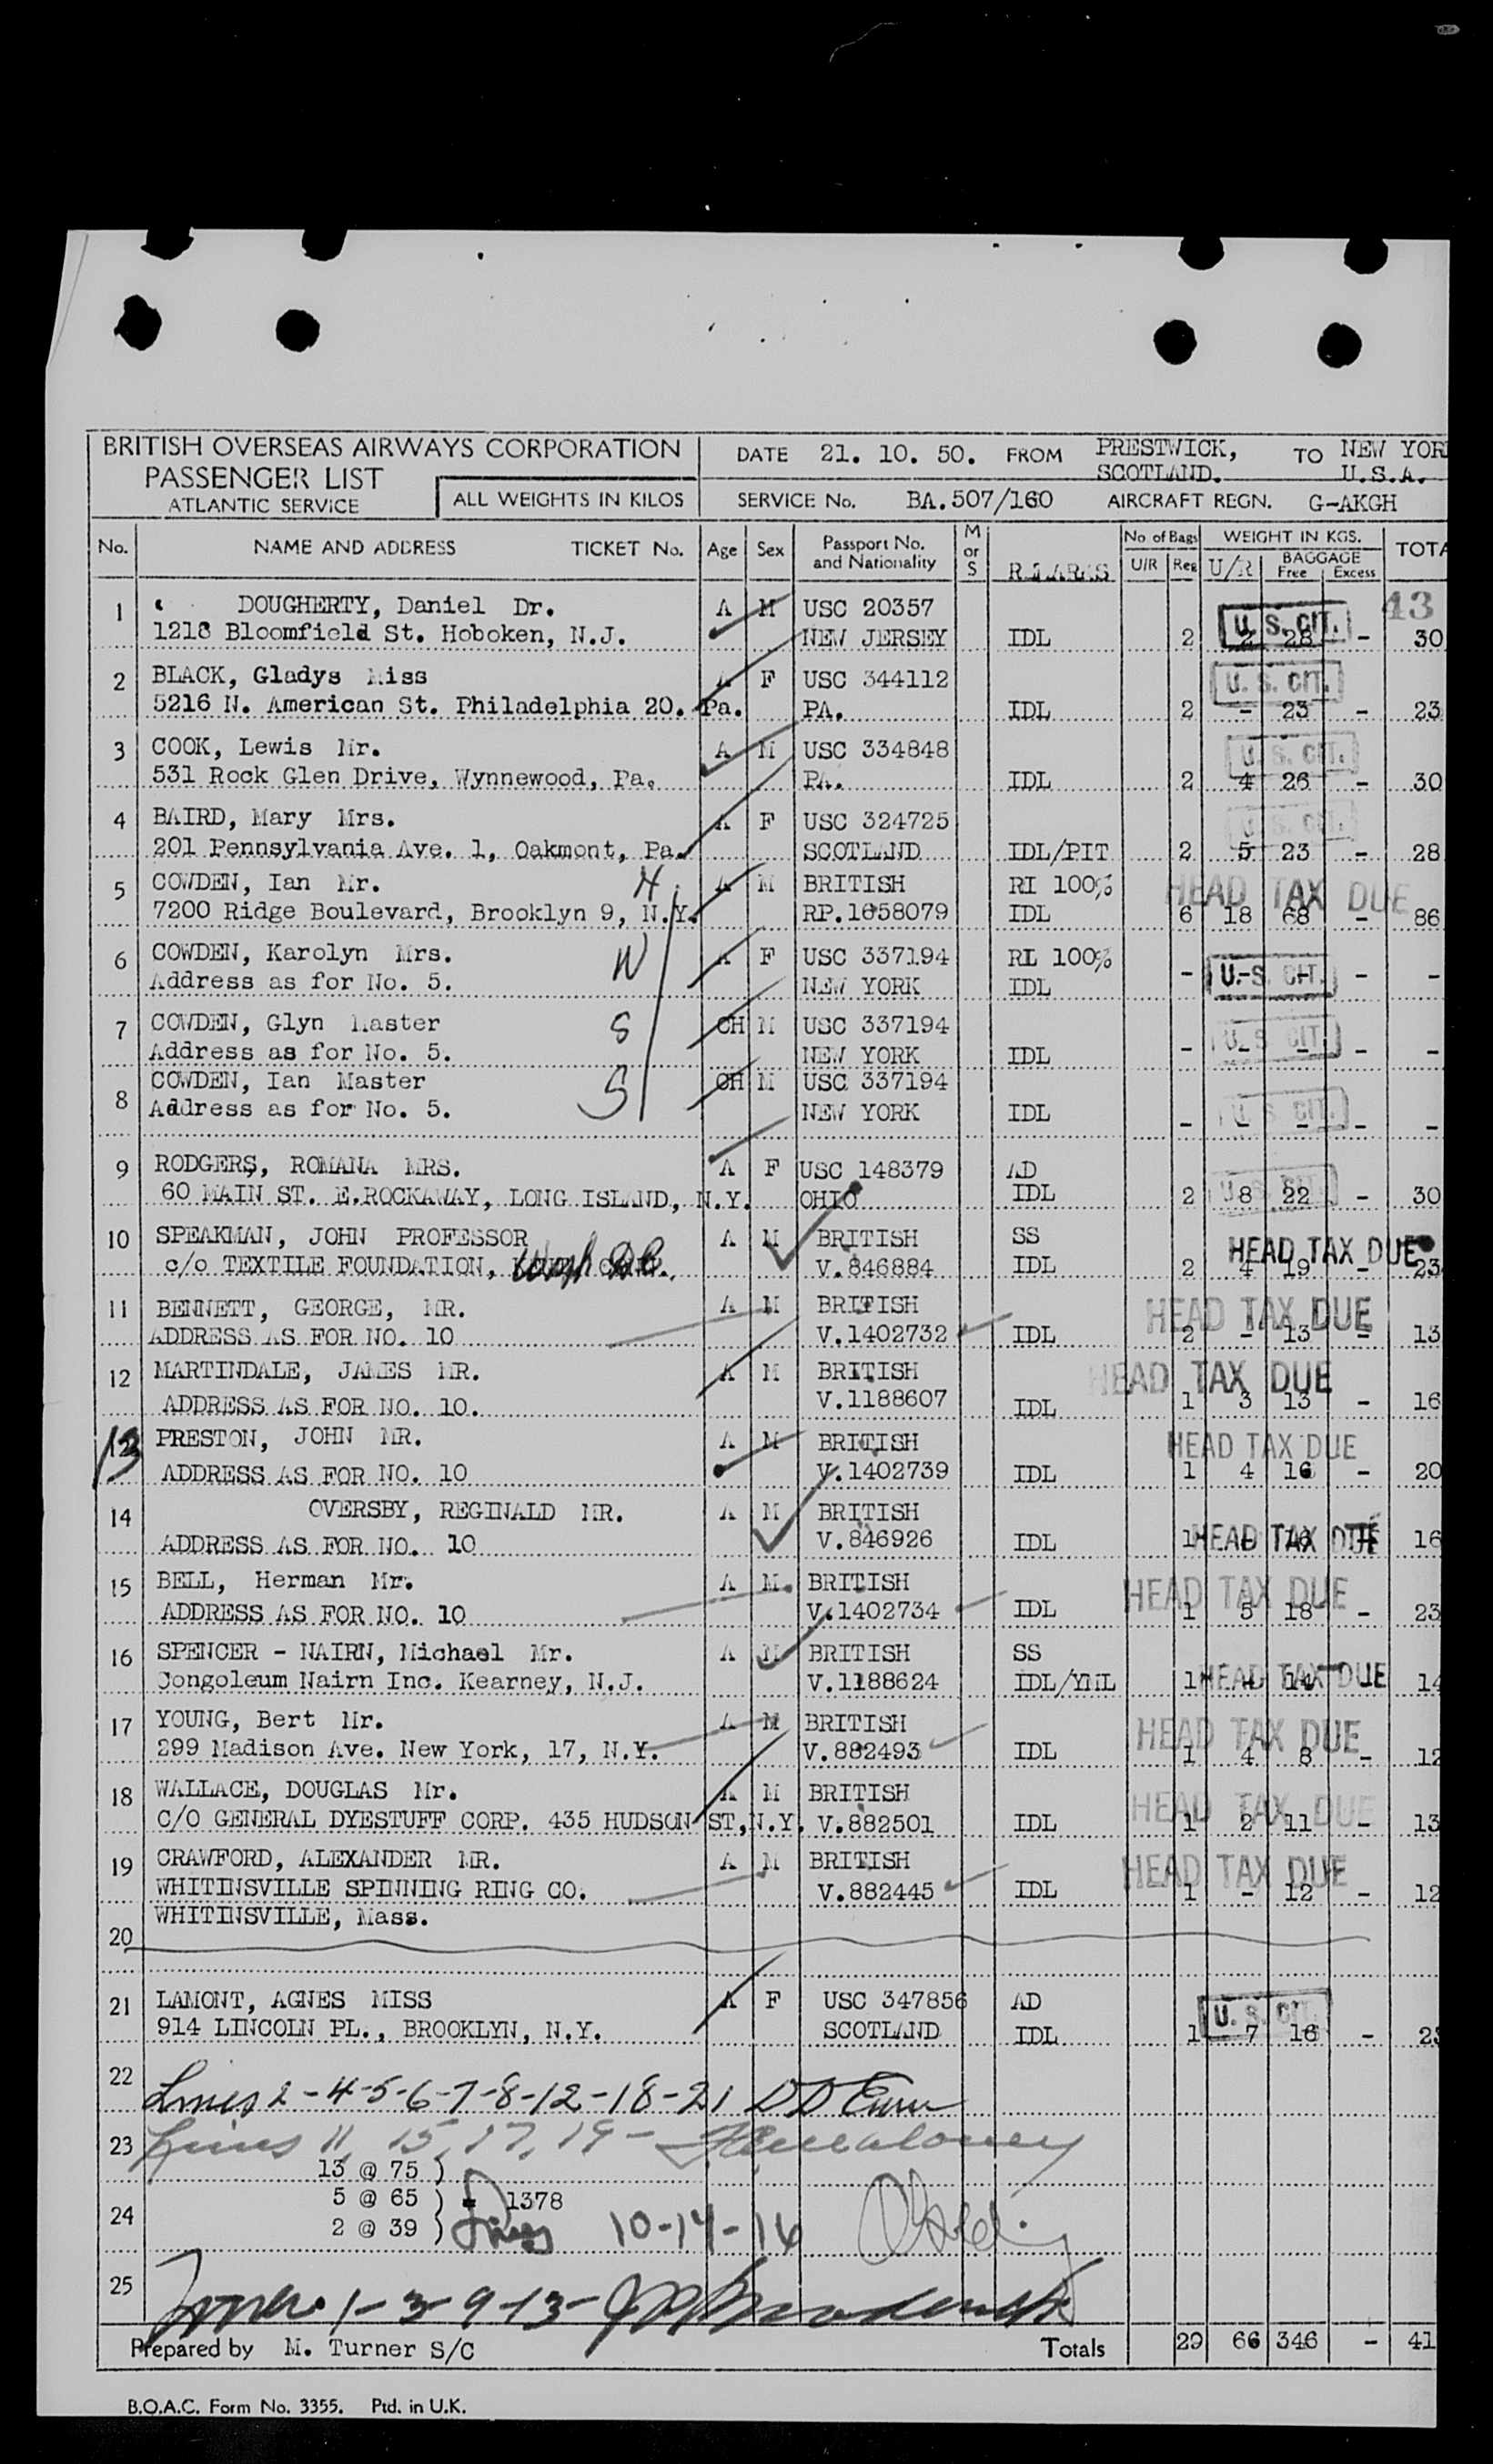 BRITISH OVERSEAS AIRWAYS CORPORATION
PASSENGER LIST
ATLANTIC SERVICE
ALL WEIGHTS IN KILOS
DATE 21. 10. 50. FROM PRESTWICK, SCOTLAND. TO NEW YOR U.S.A.
SERVICE No. BA.507/160 AIRCRAFT REGN. G-AKGH
No. NAME AND ADDRESS TICKET No. Age Sex Passport No. and Nationality M or S R MARKS No of Bags U/R Reg WEIGHT IN KGS. U/R BAGGAGE Free Excess TOTA
43
1 DOUGHERTY, Daniel Dr. A M USC 20357 U. S. CIT.
1218 Bloomfield St. Hoboken, N.J. NEW JERSEY IDL 2 2 28 - 30
2 BLACK, Gladys Miss A F USC 344112 U. S. CIT.
5216 N. American St. Philadelphia 20. Pa. PA. IDL 2 - 23 - 23
3 COOK, Lewis Mr. A M USC 334848 U. S. CIT.
531 Rock Glen Drive, Wynnewood, Pa. PA. IDL 2 4 26 - 30
4 BAIRD, Mary Mrs. A F USC 324725 U. S. CIT.
201 Pennsylvania Ave. 1, Oakmont, Pa. SCOTLAND IDL/PIT 2 5 23 - 28
5 COWDEN, Ian Mr. H A M BRITISH RI 100% HEAD TAX DUE
7200 Ridge Boulevard, Brooklyn 9, N.Y. RP.1658079 IDL 6 18 68 - 86
6 COWDEN, Karolyn Mrs. W A F USC 337194 RL 100%
Address as for No. 5. NEW YORK IDL - U. S. CIT. - -
7 COWDEN, Glyn Master S CH M USC 337194 U. S. CIT.
Address as for No. 5. NEW YORK IDL - - - - -
COWDEN, Ian Master S CH M USC 337194
8 Address as for No. 5. NEW YORK IDL - - - - - U. S. CIT.
9 RODGERS, ROMANA MRS. A F USC 148379 AD
60 MAIN ST. E.ROCKAWAY, LONG ISLAND, N.Y. OHIO IDL 2 8 22 - 30 U. S. CIT.
10 SPEAKMAN, JOHN PROFESSOR A M BRITISH SS HEAD TAX DUE
c/o TEXTILE FOUNDATION, Wash DC V.846884 IDL 2 4 19 - 23
11 BENNETT, GEORGE, MR. A M BRITISH HEAD TAX DUE
ADDRESS AS FOR NO. 10 V.1402732 IDL 2 - 13 - 13
12 MARTINDALE, JAMES MR. A M BRITISH HEAD TAX DUE
ADDRESS AS FOR NO. 10. V.1188607 IDL 1 3 13 - 16
13 PRESTON, JOHN MR. A M BRITISH HEAD TAX DUE
ADDRESS AS FOR NO. 10 V.1402739 IDL 1 4 16 - 20
14 OVERSBY, REGINALD MR. A M BRITISH
ADDRESS AS FOR NO. 10 V.846926 IDL 1 - 16 - 16 HEAD TAX DUE
15 BELL, Herman Mr. A M. BRITISH HEAD TAX DUE
ADDRESS AS FOR NO. 10 V.1402734 IDL 1 5 18 - 23
16 SPENCER - NAIRN, Michael Mr. A M BRITISH SS
Congoleum Nairn Inc. Kearney, N.J. V.1188624 IDL/YML 1 - 14 - 14 HEAD TAX DUE
17 YOUNG, Bert Mr. A M BRITISH HEAD TAX DUE
299 Madison Ave. New York, 17, N.Y. V.882493 IDL 1 4 8 - 12
18 WALLACE, DOUGLAS Mr. A M BRITISH HEAD TAX DUE
C/O GENERAL DYESTUFF CORP. 435 HUDSON ST, N.Y. V.882501 IDL 1 2 11 - 13
19 CRAWFORD, ALEXANDER MR. A M BRITISH HEAD TAX DUE
WHITINSVILLE SPINNING RING CO. V.882445 IDL 1 - 12 - 12
WHITINSVILLE, Mass.
20
21 LAMONT, AGNES MISS A F USC 347856 AD U. S. CIT.
914 LINCOLN PL., BROOKLYN, N.Y. SCOTLAND IDL 1 7 16 - 23
22 Lines 2-4-5-6-7-8-12-18-21
23 Lines 11, 15, 17, 19-
13 @ 75 )
5 @ 65 ) = 1378
24 2 @ 39 ) Lines 10-14-16
25 Lines 1-3-9-13-
Prepared by M. Turner S/C Totals 29 66 346 - 41
B.O.A.C. Form No. 3355. Ptd. in U.K.